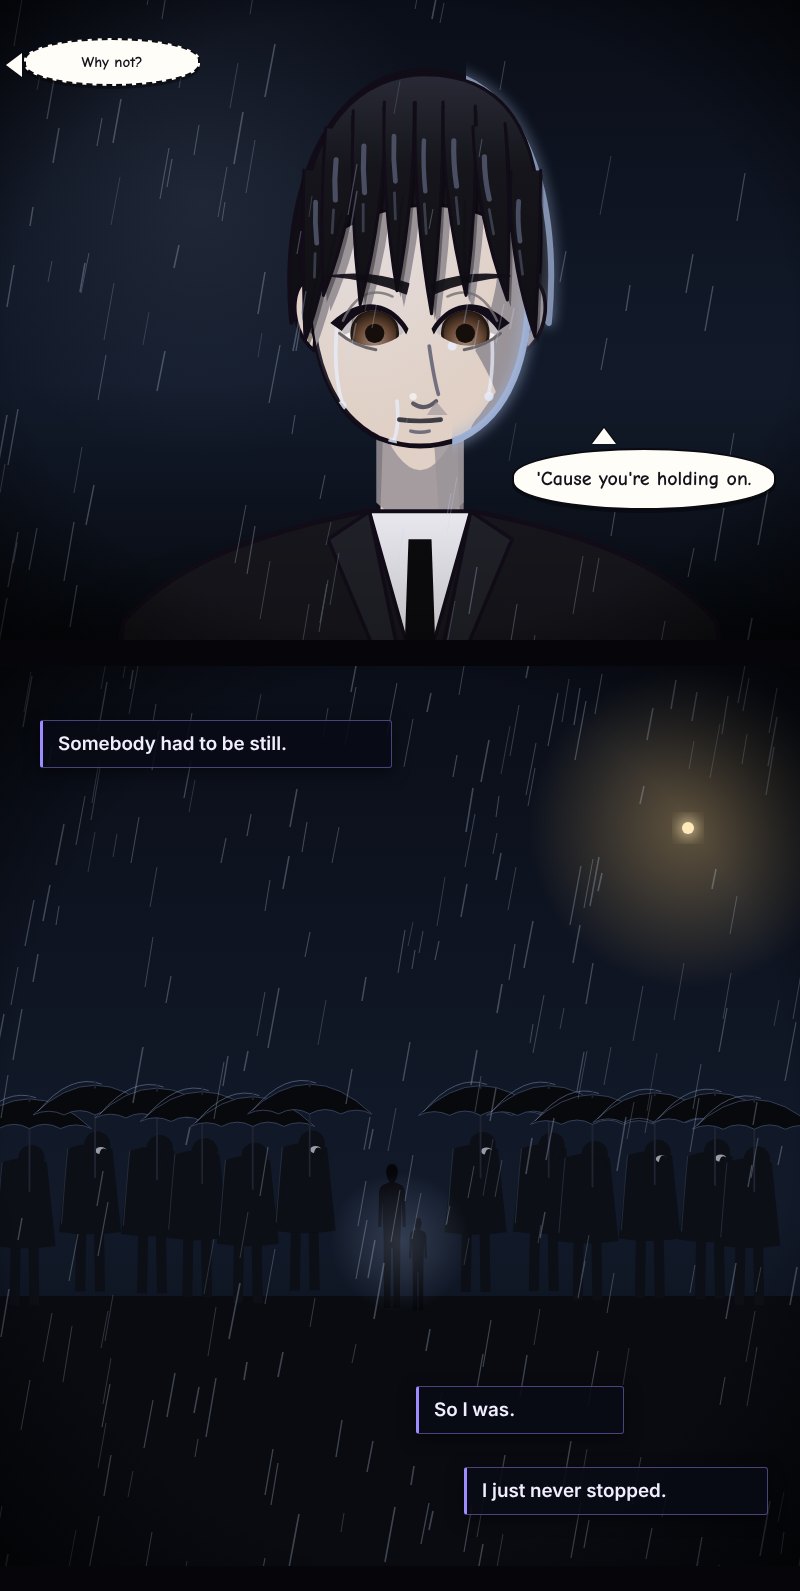 Why not?
'Cause you're holding on.
Somebody had to be still.
So I was.
I just never stopped.